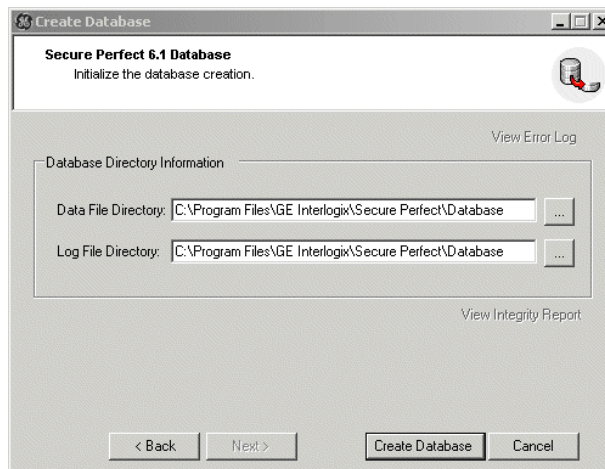 Create Database
Secure Perfect 6.1 Database
Initialize the database creation.
View Error Log
Database Directory Information
Data File Directory: C:\Program Files\GE Interlogix\Secure Perfect\Database ...
Log File Directory: C:\Program Files\GE Interlogix\Secure Perfect\Database ...
View Integrity Report
< Back Next > Create Database Cancel